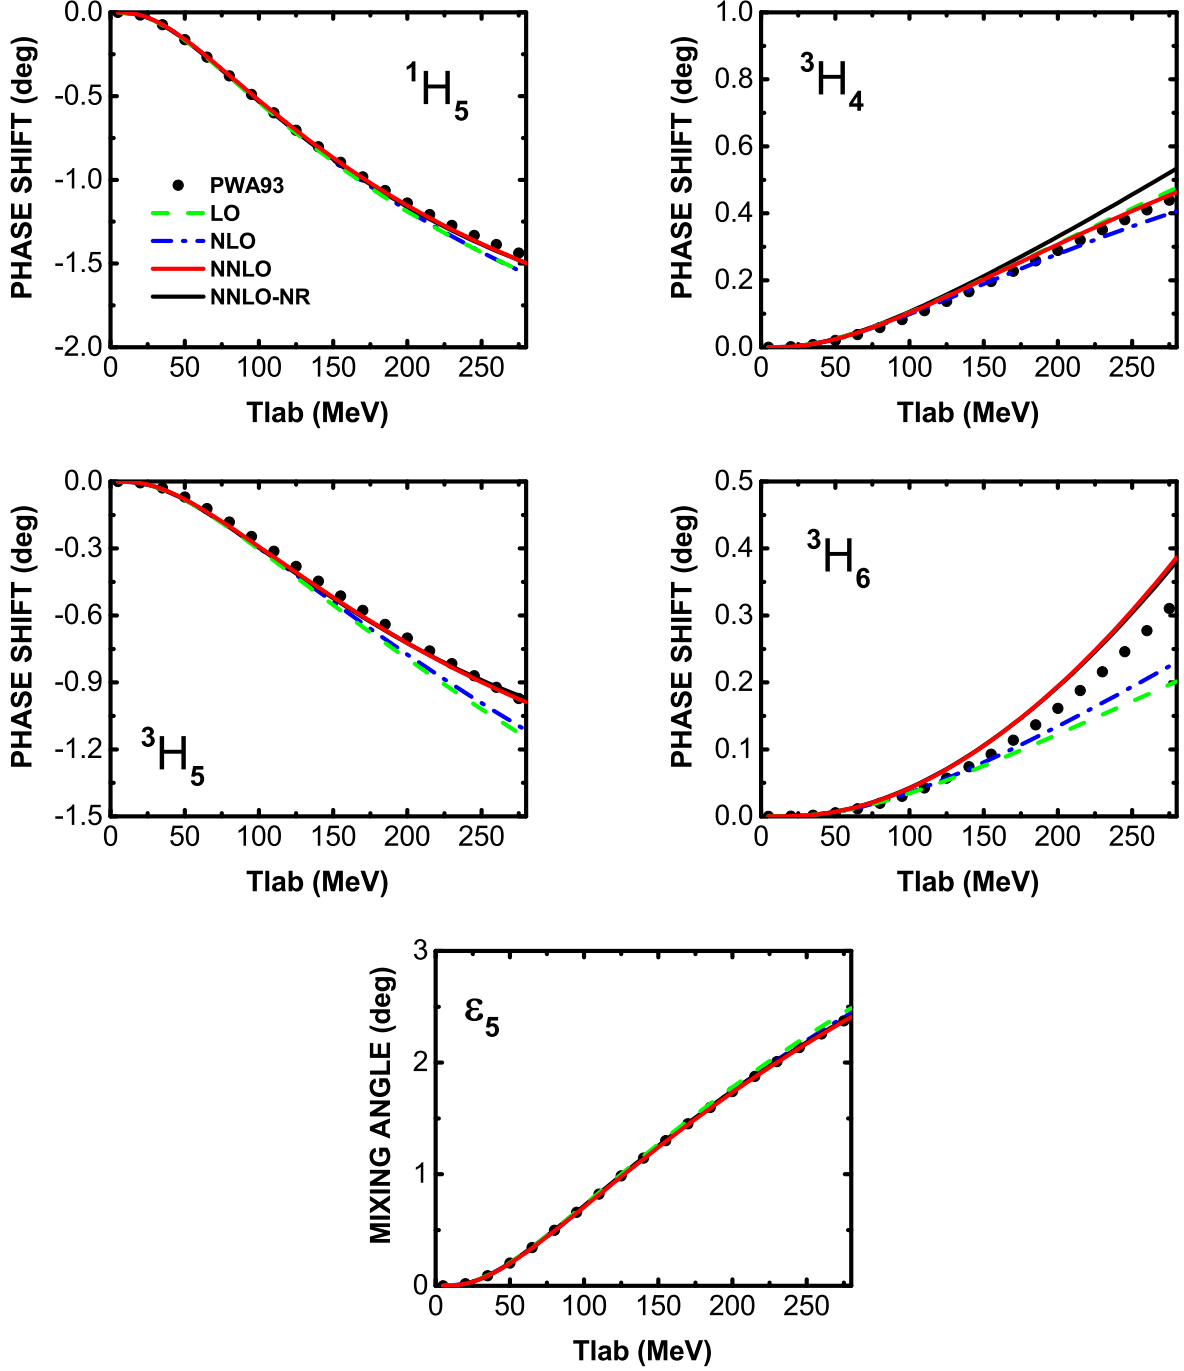 PHASE SHIFT (deg)
0.0
-0.5
-1.0
-1.5
-2.0
¹H₅
PWA93
LO
NLO
NNLO
NNLO-NR
0 50 100 150 200 250
Tlab (MeV)
PHASE SHIFT (deg)
1.0
0.8
0.6
0.4
0.2
0.0
³H₄
0 50 100 150 200 250
Tlab (MeV)
PHASE SHIFT (deg)
0.0
-0.3
-0.6
-0.9
-1.2
-1.5
³H₅
0 50 100 150 200 250
Tlab (MeV)
PHASE SHIFT (deg)
0.5
0.4
0.3
0.2
0.1
0.0
³H₆
0 50 100 150 200 250
Tlab (MeV)
MIXING ANGLE (deg)
3
2
1
0
ε₅
0 50 100 150 200 250
Tlab (MeV)